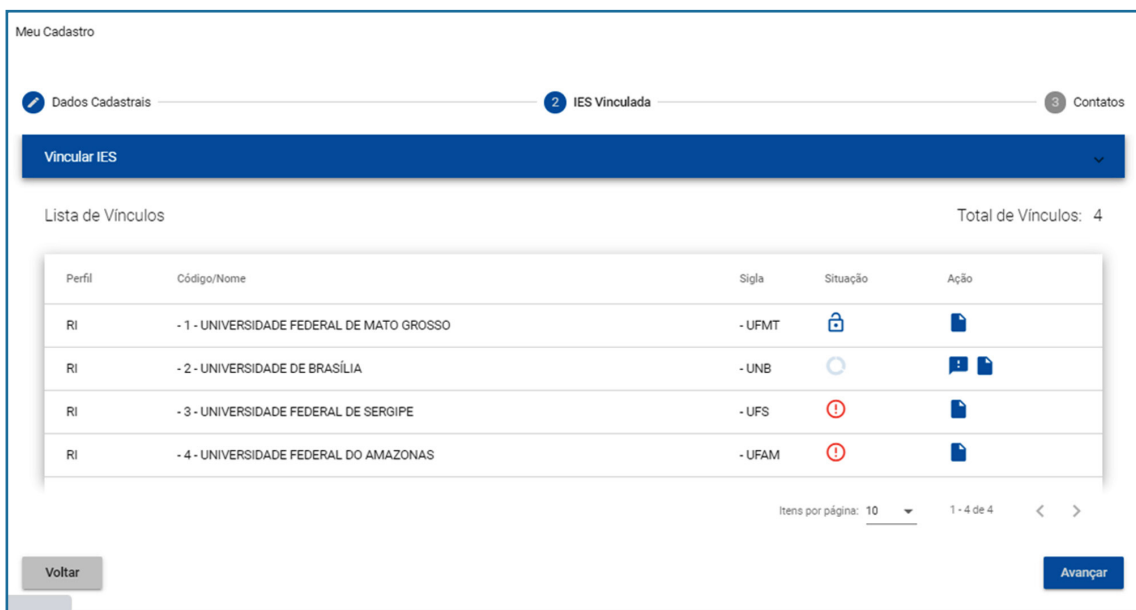 Meu Cadastro
Dados Cadastrais 2 IES Vinculada 3 Contatos
Vincular IES
Lista de Vínculos Total de Vínculos: 4
Perfil Código/Nome Sigla Situação Ação
RI - 1 - UNIVERSIDADE FEDERAL DE MATO GROSSO - UFMT
RI - 2 - UNIVERSIDADE DE BRASÍLIA - UNB
RI - 3 - UNIVERSIDADE FEDERAL DE SERGIPE - UFS
RI - 4 - UNIVERSIDADE FEDERAL DO AMAZONAS - UFAM
Itens por página: 10 1 - 4 de 4
Voltar Avançar